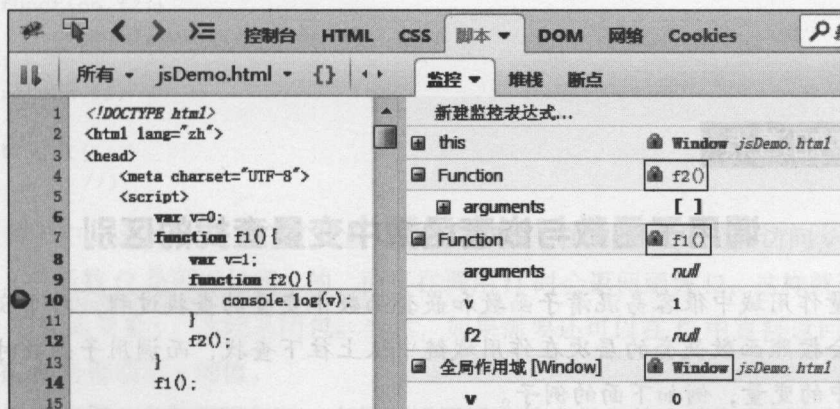 控制台 HTML CSS 脚本 DOM 网络 Cookies
所有 jsDemo.html {} 监控 堆栈 断点
1 <!DOCTYPE html>
2 <html lang="zh">
3 <head>
4 <meta charset="UTF-8">
5 <script>
6 var v=0;
7 function f1(){
8 var v=1;
9 function f2(){
10 console.log(v);
11 }
12 f2();
13 }
14 f1();
15
新建监控表达式...
this Window jsDemo.html
Function f2()
arguments [ ]
Function f1()
arguments null
v 1
f2 null
全局作用域 [Window] Window jsDemo.html
v 0